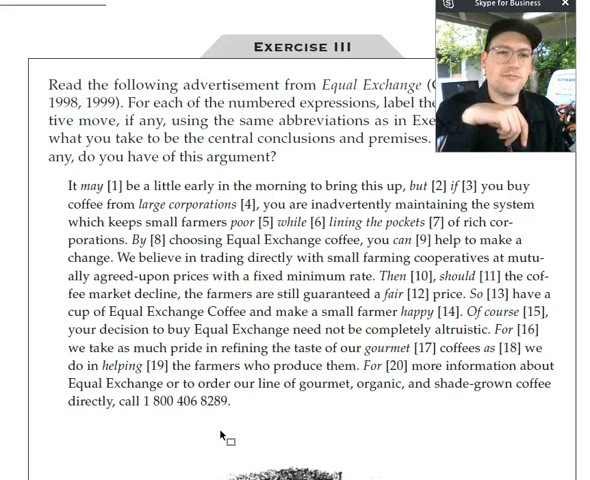 Skype for Business
EXERCISE III
Read the following advertisement from Equal Exchange (
1998, 1999). For each of the numbered expressions, label the
tive move, if any, using the same abbreviations as in Exe
what you take to be the central conclusions and premises.
any, do you have of this argument?
It may [1] be a little early in the morning to bring this up, but [2] if [3] you buy
coffee from large corporations [4], you are inadvertently maintaining the system
which keeps small farmers poor [5] while [6] lining the pockets [7] of rich cor-
porations. By [8] choosing Equal Exchange coffee, you can [9] help to make a
change. We believe in trading directly with small farming cooperatives at mutu-
ally agreed-upon prices with a fixed minimum rate. Then [10], should [11] the cof-
fee market decline, the farmers are still guaranteed a fair [12] price. So [13] have a
cup of Equal Exchange Coffee and make a small farmer happy [14]. Of course [15],
your decision to buy Equal Exchange need not be completely altruistic. For [16]
we take as much pride in refining the taste of our gourmet [17] coffees as [18] we
do in helping [19] the farmers who produce them. For [20] more information about
Equal Exchange or to order our line of gourmet, organic, and shade-grown coffee
directly, call 1 800 406 8289.